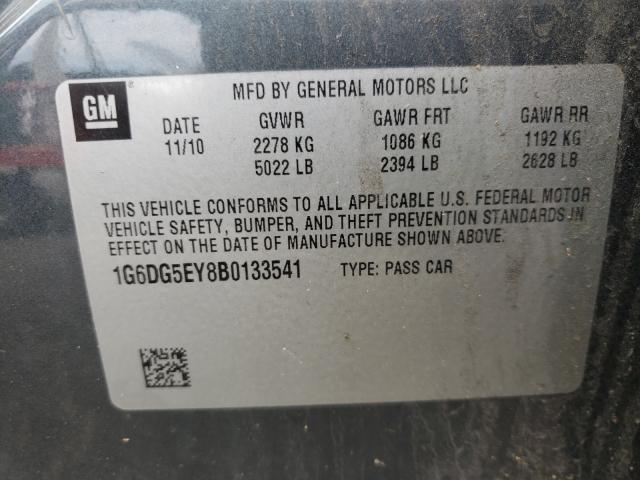 GM
MFD BY GENERAL MOTORS LLC
DATE GVWR GAWR FRT GAWR RR
11/10 2278 KG 1086 KG 1192 KG
5022 LB 2394 LB 2628 LB
THIS VEHICLE CONFORMS TO ALL APPLICABLE U.S. FEDERAL MOTOR
VEHICLE SAFETY, BUMPER, AND THEFT PREVENTION STANDARDS IN
EFFECT ON THE DATE OF MANUFACTURE SHOWN ABOVE.
1G6DG5EY8B0133541 TYPE: PASS CAR